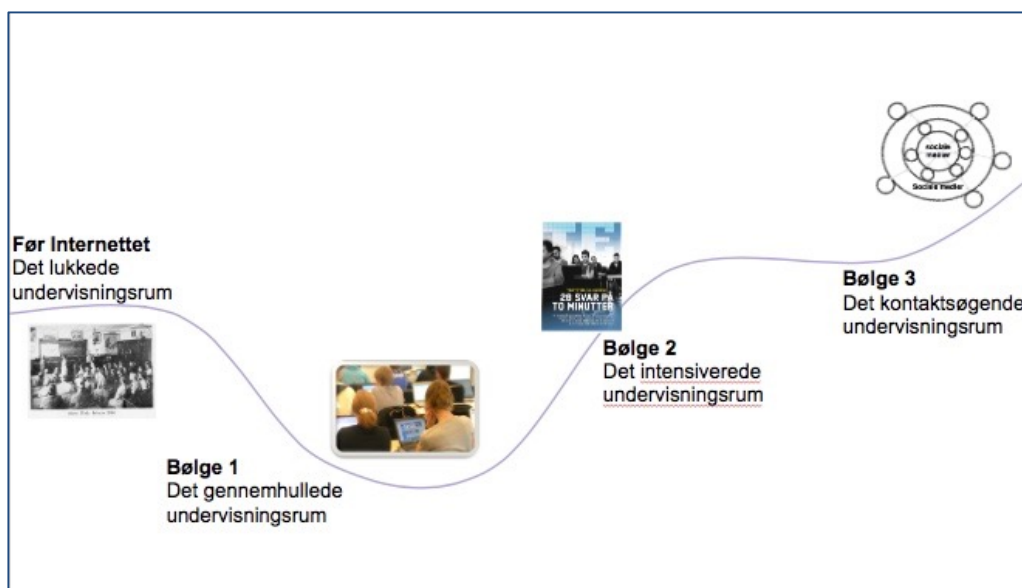 Før Internettet
Det lukkede
undervisningsrum
Bølge 1
Det gennemhullede
undervisningsrum
28 SVAR PÅ
TO MINUTTER
Bølge 2
Det intensiverede
undervisningsrum
sociale
medier
Sociale medier
Bølge 3
Det kontaktsøgende
undervisningsrum